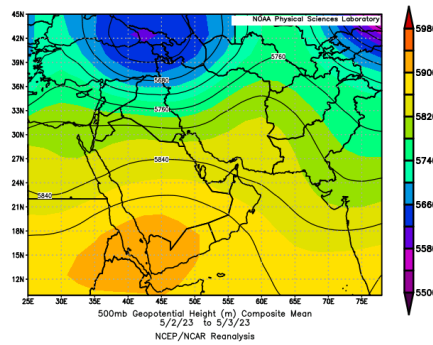 NOAA Physical Sciences Laboratory
45N
42N
39N
36N
33N
30N
27N
24N
21N
18N
15N
12N
5760
5680
5760
5840
5840
5980
5900
5820
5740
5660
5580
5500
25E 30E 35E 40E 45E 50E 55E 60E 65E 70E 75E
500mb Geopotential Height (m) Composite Mean
5/2/23 to 5/3/23
NCEP/NCAR Reanalysis